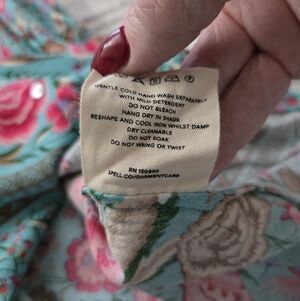 GENTLE COLD HAND WASH SEPARATELY
WITH MILD DETERGENT
DO NOT BLEACH
HANG DRY IN SHADE
RESHAPE AND COOL IRON WHILST DAMP
DRY CLEANABLE
DO NOT SOAK
DO NOT WRING OR TWIST
RN 150890
SPELL.CO/GARMENTCARE